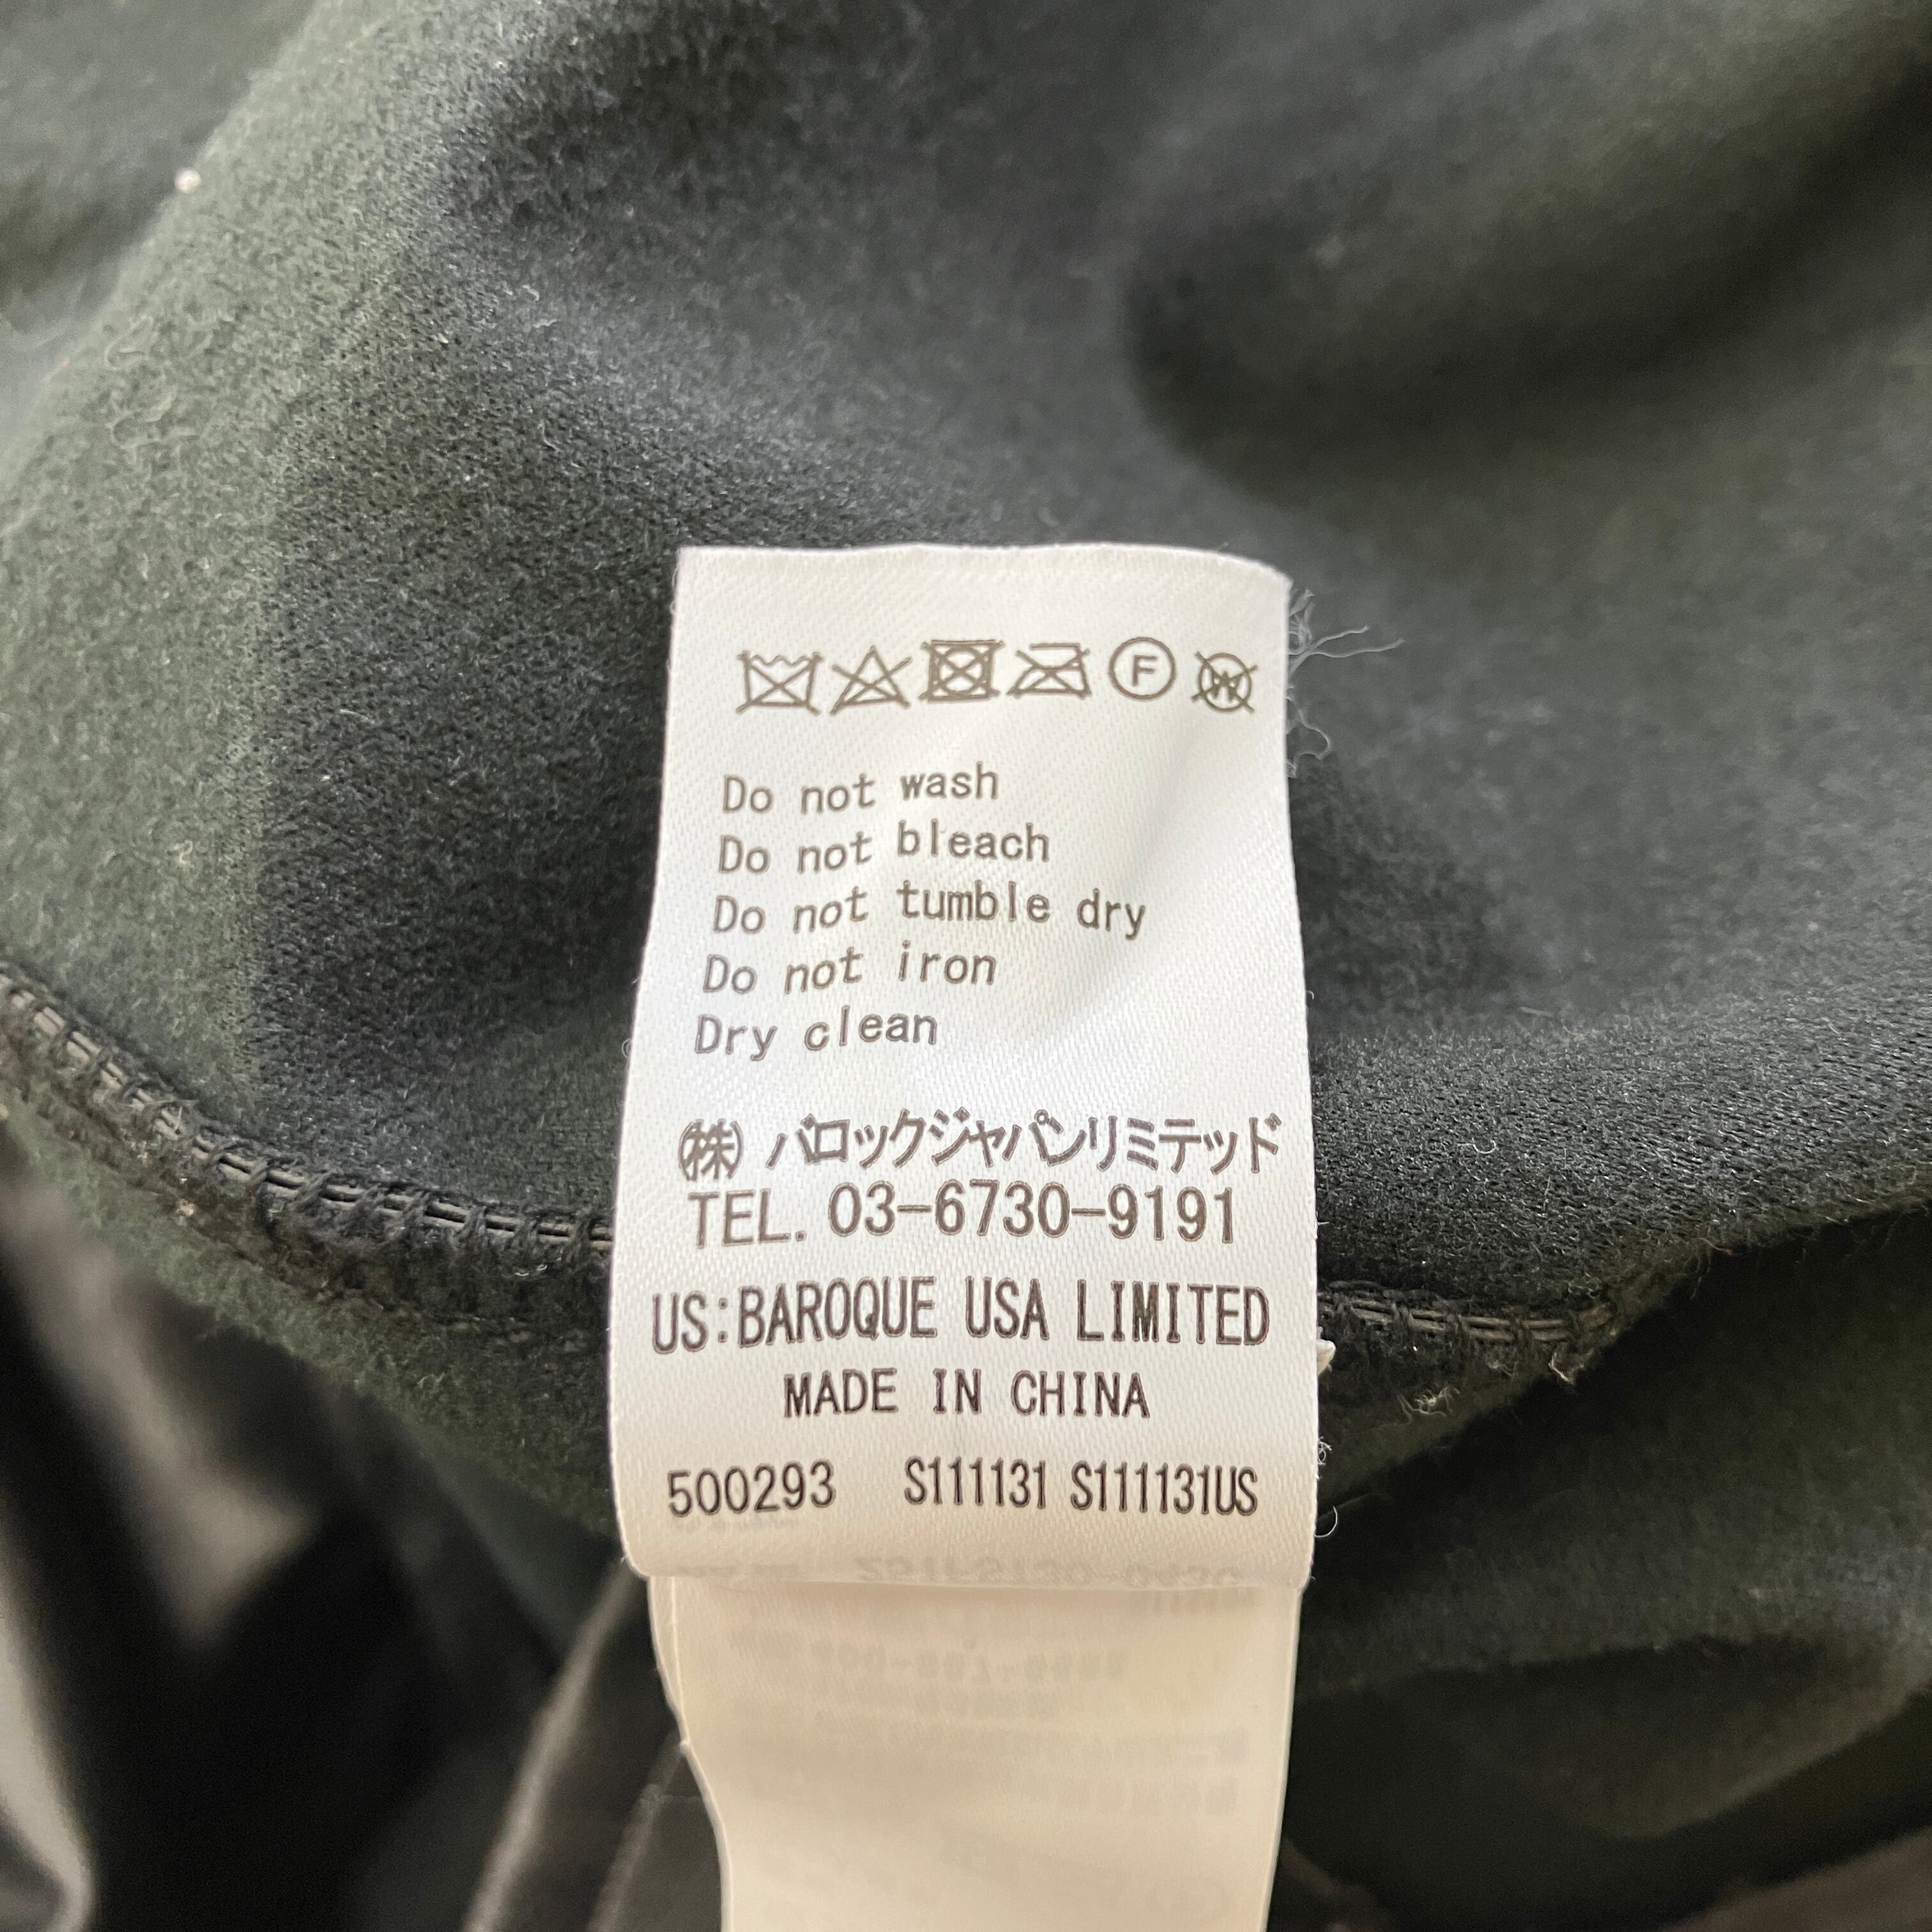 F W
Do not wash
Do not bleach
Do not tumble dry
Do not iron
Dry clean
㈱ バロックジャパンリミテッド
TEL. 03-6730-9191
US:BAROQUE USA LIMITED
MADE IN CHINA
500293 S111131 S111131US